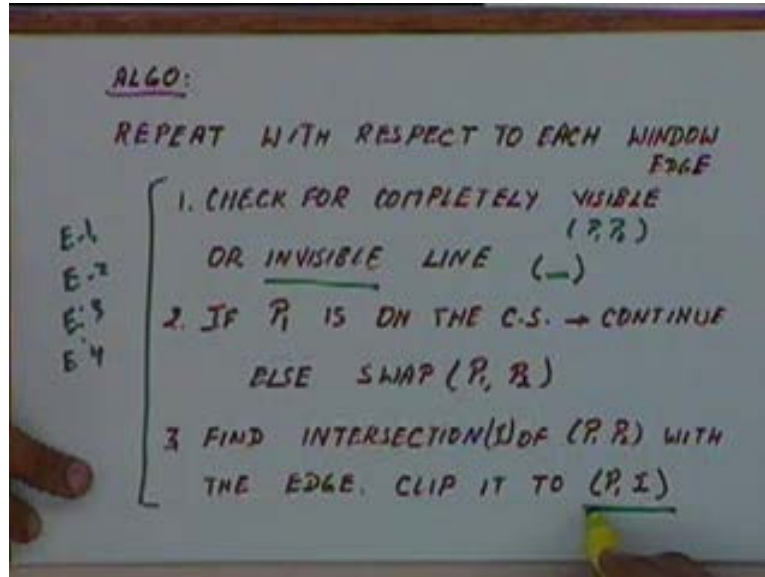 ALGO:
REPEAT WITH RESPECT TO EACH WINDOW
EDGE
1. CHECK FOR COMPLETELY VISIBLE
(P₁ P₂)
OR INVISIBLE LINE (—)
E.1
E.2
E.3
E.4
2. IF P₁ IS ON THE C.S. → CONTINUE
ELSE SWAP (P₁, P₂)
3. FIND INTERSECTION(I) OF (P₁ P₂) WITH
THE EDGE. CLIP IT TO (P₁ I)